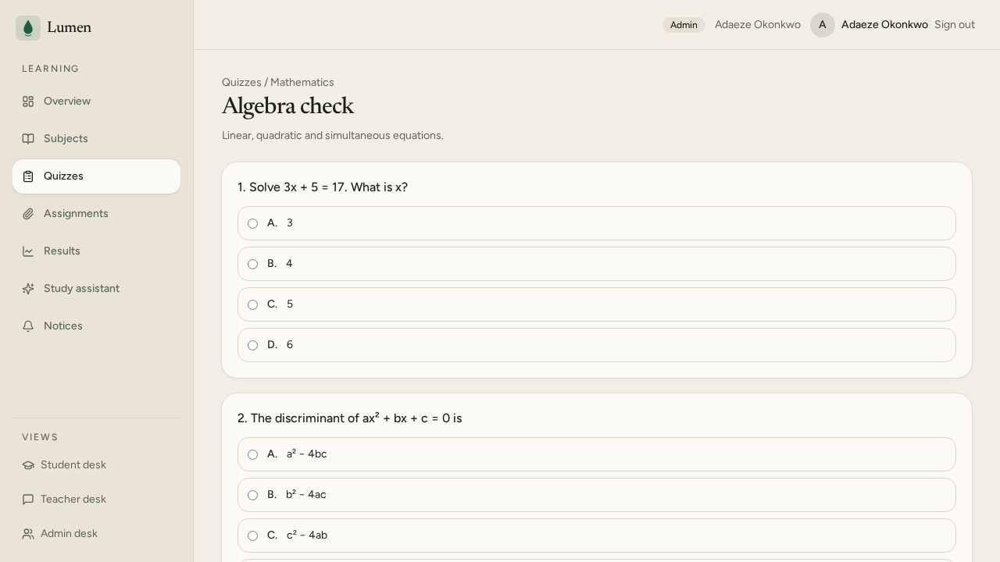 Lumen
LEARNING
Overview
Subjects
Quizzes
Assignments
Results
Study assistant
Notices
VIEWS
Student desk
Teacher desk
Admin desk
Admin Adaeze Okonkwo A Adaeze Okonkwo Sign out
Quizzes / Mathematics
Algebra check
Linear, quadratic and simultaneous equations.
1. Solve 3x + 5 = 17. What is x?
A. 3
B. 4
C. 5
D. 6
2. The discriminant of ax² + bx + c = 0 is
A. a² − 4bc
B. b² − 4ac
C. c² − 4ab